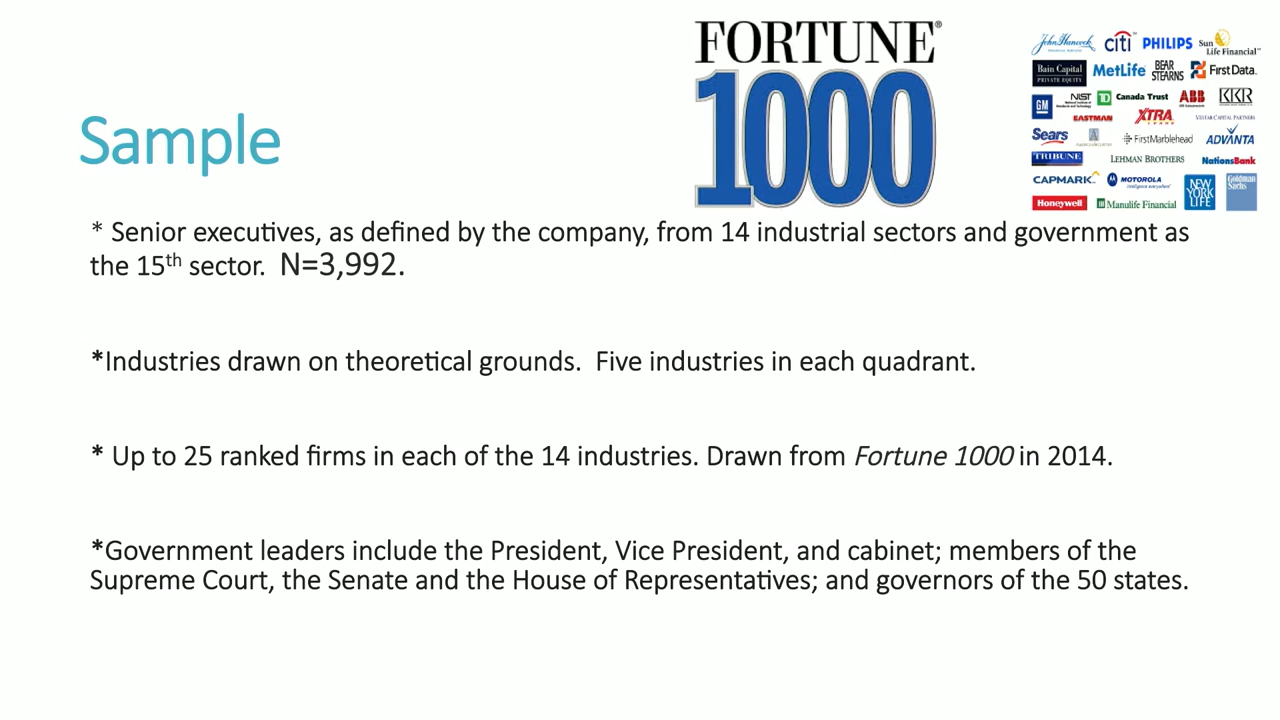 FORTUNE®
1000
John Hancock
citi
PHILIPS
Sun
Life Financial
Bain Capital
PRIVATE EQUITY
MetLife
BEAR
STEARNS
First Data.
GM
NIST
TD Canada Trust
ABB
KKR
EASTMAN
XTRA
LEASE
Sears
FirstMarblehead
ADVANTA
TRIBUNE
LEHMAN BROTHERS
NationsBank
CAPMARK
MOTOROLA
intelligence everywhere
NEW
YORK
LIFE
Goldman
Sachs
Honeywell
Manulife Financial
Sample
* Senior executives, as defined by the company, from 14 industrial sectors and government as
the 15th sector. N=3,992.
*Industries drawn on theoretical grounds. Five industries in each quadrant.
* Up to 25 ranked firms in each of the 14 industries. Drawn from Fortune 1000 in 2014.
*Government leaders include the President, Vice President, and cabinet; members of the
Supreme Court, the Senate and the House of Representatives; and governors of the 50 states.